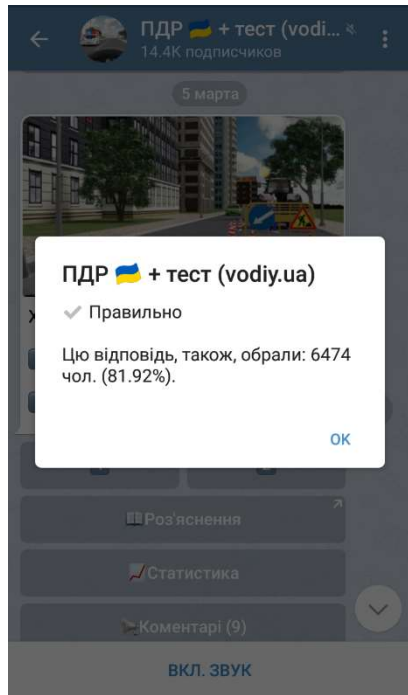 ПДР 🇺🇦 + тест (vodi...
14.4K подписчиков
5 марта
ПДР 🇺🇦 + тест (vodiy.ua)
Правильно
Цю відповідь, також, обрали: 6474
чол. (81.92%).
OK
Роз'яснення
Статистика
Коментарі (9)
ВКЛ. ЗВУК